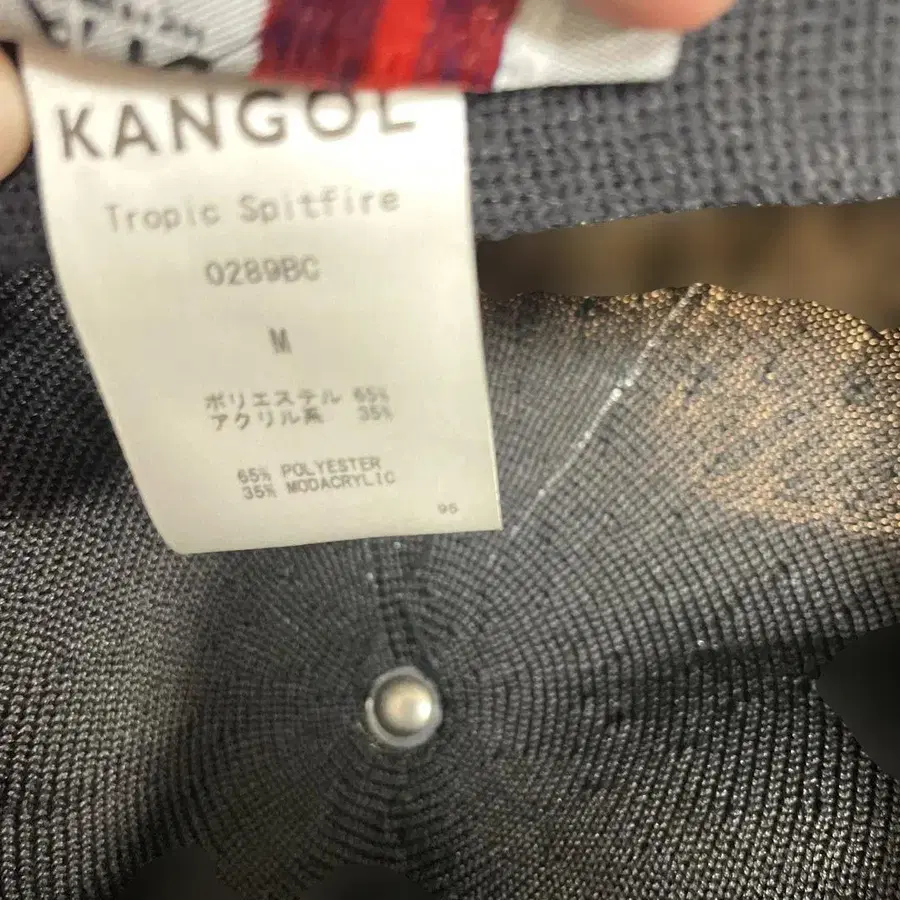 KANGOL
Tropic Spitfire
0289BC
M
ポリエステル 65%
アクリル系 35%
65% POLYESTER
35% MODACRYLIC